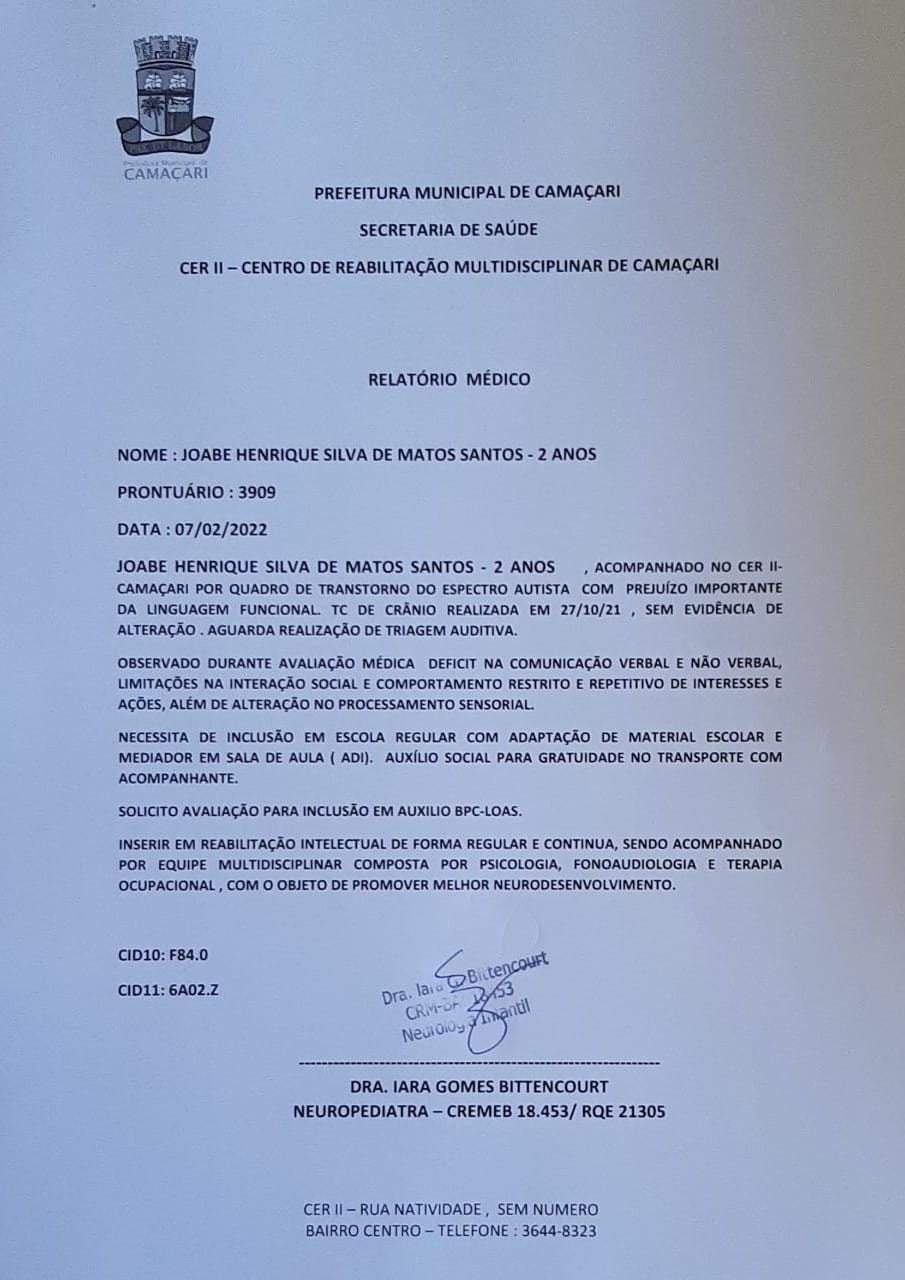 Prefeitura Municipal de
CAMAÇARI
PREFEITURA MUNICIPAL DE CAMAÇARI
SECRETARIA DE SAÚDE
CER II – CENTRO DE REABILITAÇÃO MULTIDISCIPLINAR DE CAMAÇARI
RELATÓRIO MÉDICO
NOME : JOABE HENRIQUE SILVA DE MATOS SANTOS - 2 ANOS
PRONTUÁRIO : 3909
DATA : 07/02/2022
JOABE HENRIQUE SILVA DE MATOS SANTOS - 2 ANOS , ACOMPANHADO NO CER II-
CAMAÇARI POR QUADRO DE TRANSTORNO DO ESPECTRO AUTISTA COM PREJUÍZO IMPORTANTE
DA LINGUAGEM FUNCIONAL. TC DE CRÂNIO REALIZADA EM 27/10/21 , SEM EVIDÊNCIA DE
ALTERAÇÃO . AGUARDA REALIZAÇÃO DE TRIAGEM AUDITIVA.
OBSERVADO DURANTE AVALIAÇÃO MÉDICA DEFICIT NA COMUNICAÇÃO VERBAL E NÃO VERBAL,
LIMITAÇÕES NA INTERAÇÃO SOCIAL E COMPORTAMENTO RESTRITO E REPETITIVO DE INTERESSES E
AÇÕES, ALÉM DE ALTERAÇÃO NO PROCESSAMENTO SENSORIAL.
NECESSITA DE INCLUSÃO EM ESCOLA REGULAR COM ADAPTAÇÃO DE MATERIAL ESCOLAR E
MEDIADOR EM SALA DE AULA ( ADI). AUXÍLIO SOCIAL PARA GRATUIDADE NO TRANSPORTE COM
ACOMPANHANTE.
SOLICITO AVALIAÇÃO PARA INCLUSÃO EM AUXILIO BPC-LOAS.
INSERIR EM REABILITAÇÃO INTELECTUAL DE FORMA REGULAR E CONTINUA, SENDO ACOMPANHADO
POR EQUIPE MULTIDISCIPLINAR COMPOSTA POR PSICOLOGIA, FONOAUDIOLOGIA E TERAPIA
OCUPACIONAL , COM O OBJETO DE PROMOVER MELHOR NEURODESENVOLVIMENTO.
CID10: F84.0
CID11: 6A02.Z
Dra. Iara Bittencourt
CRM-BA
Infantil
DRA. IARA GOMES BITTENCOURT
NEUROPEDIATRA – CREMEB 18.453/ RQE 21305
CER II – RUA NATIVIDADE , SEM NUMERO
BAIRRO CENTRO – TELEFONE : 3644-8323